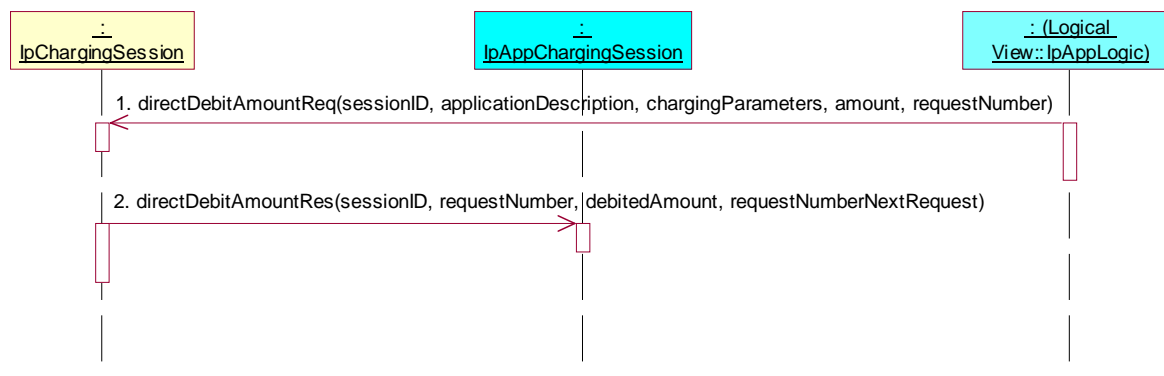 :
IpChargingSession
:
IpAppChargingSession
: (Logical
View::IpAppLogic)
1. directDebitAmountReq(sessionID, applicationDescription, chargingParameters, amount, requestNumber)
2. directDebitAmountRes(sessionID, requestNumber, debitedAmount, requestNumberNextRequest)